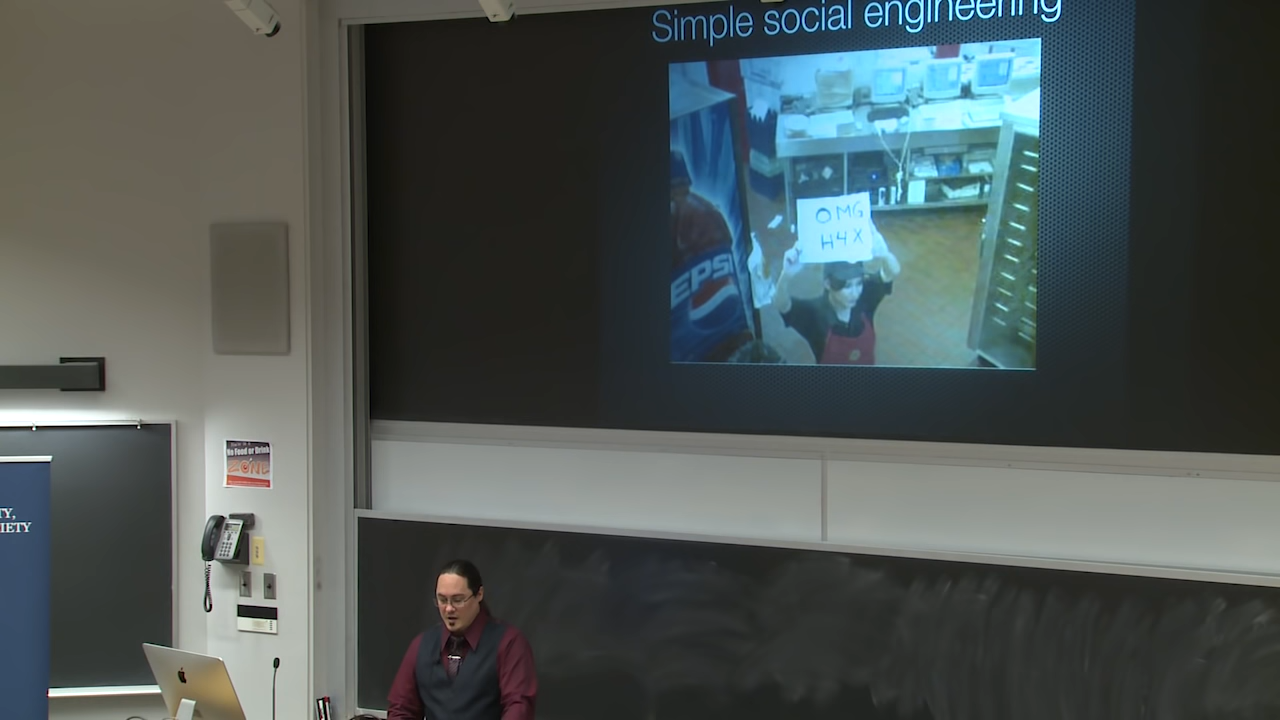 Simple social engineering
OMG
H4X
EPSI
No Food or Drink
ZONE
TY,
IETY